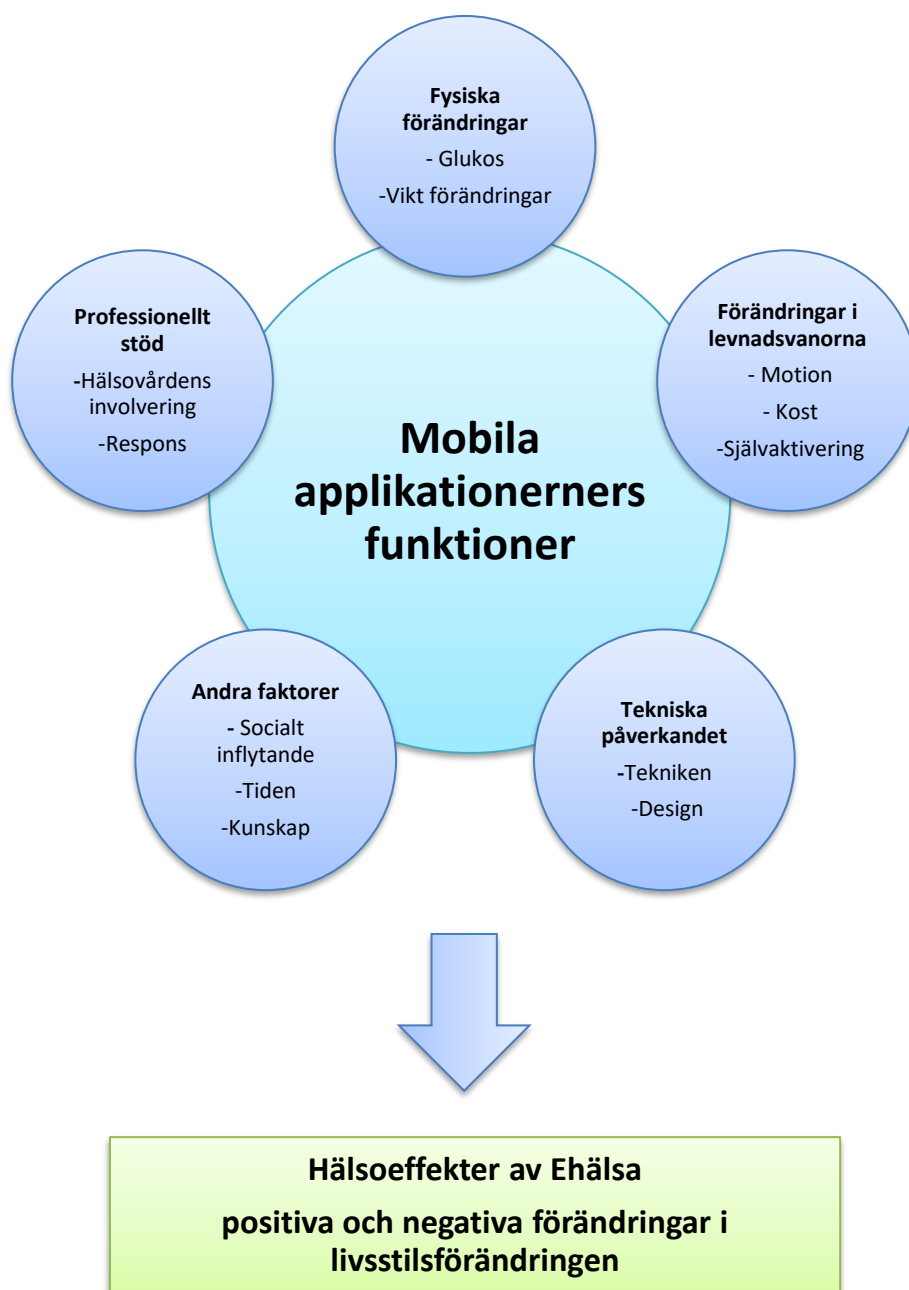 Fysiska
förändringar
- Glukos
-Vikt förändringar
Professionellt
stöd
-Hälsovårdens
involvering
-Respons
Förändringar i
levnadsvanorna
- Motion
- Kost
-Självaktivering
Mobila
applikationerners
funktioner
Andra faktorer
- Socialt
inflytande
-Tiden
-Kunskap
Tekniska
påverkandet
-Tekniken
-Design
Hälsoeffekter av Ehälsa
positiva och negativa förändringar i
livsstilsförändringen